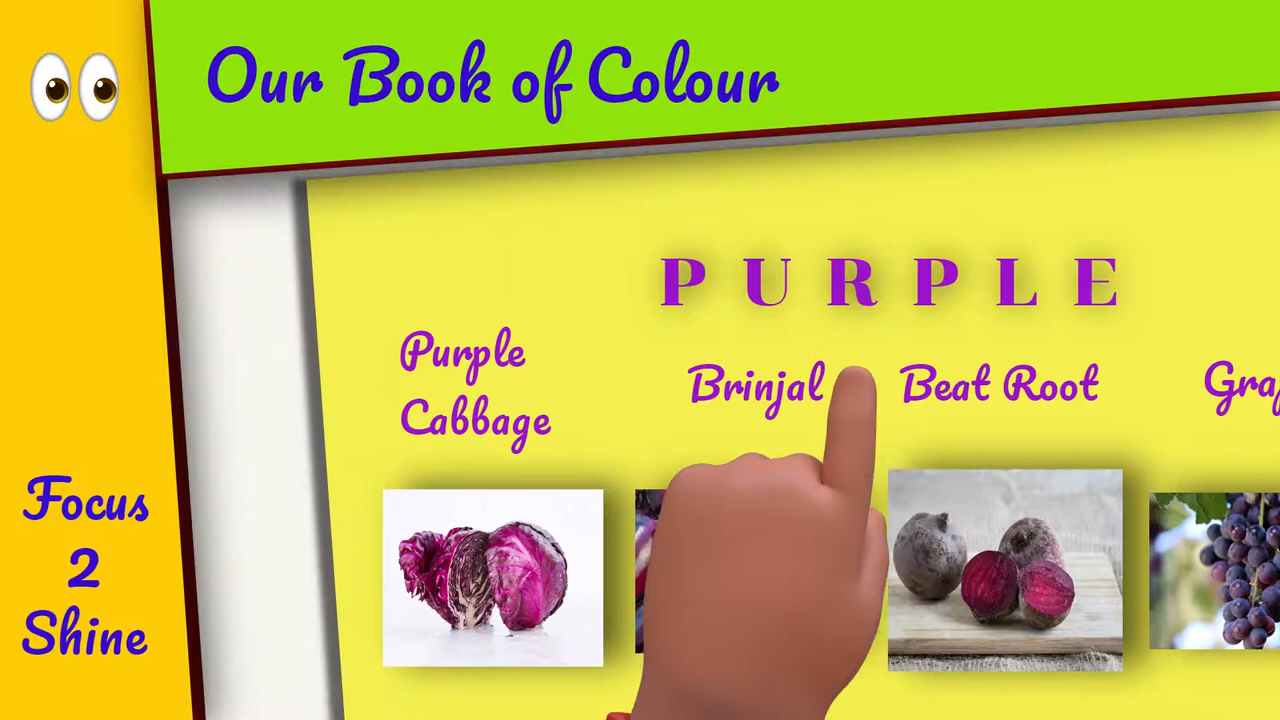 Our Book of Colour
PURPLE
Purple
Cabbage
Brinjal
Beat Root
Focus
2
Shine